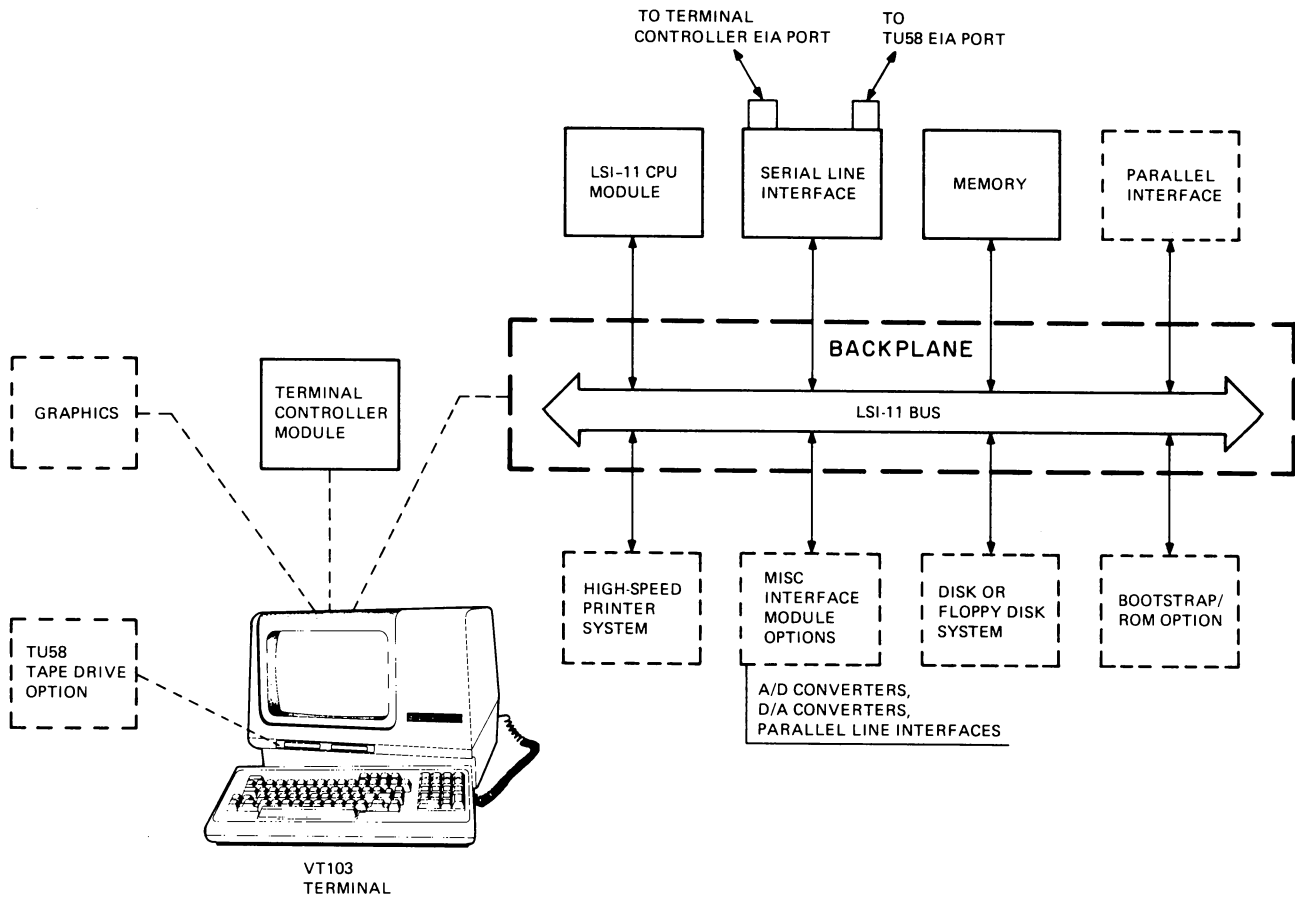 TO TERMINAL
CONTROLLER EIA PORT
TO
TU58 EIA PORT
LSI-11 CPU
MODULE
SERIAL LINE
INTERFACE
MEMORY
PARALLEL
INTERFACE
BACKPLANE
LSI-11 BUS
GRAPHICS
TERMINAL
CONTROLLER
MODULE
HIGH-SPEED
PRINTER
SYSTEM
MISC
INTERFACE
MODULE
OPTIONS
DISK OR
FLOPPY DISK
SYSTEM
BOOTSTRAP/
ROM OPTION
TU58
TAPE DRIVE
OPTION
A/D CONVERTERS,
D/A CONVERTERS,
PARALLEL LINE INTERFACES
VT103
TERMINAL